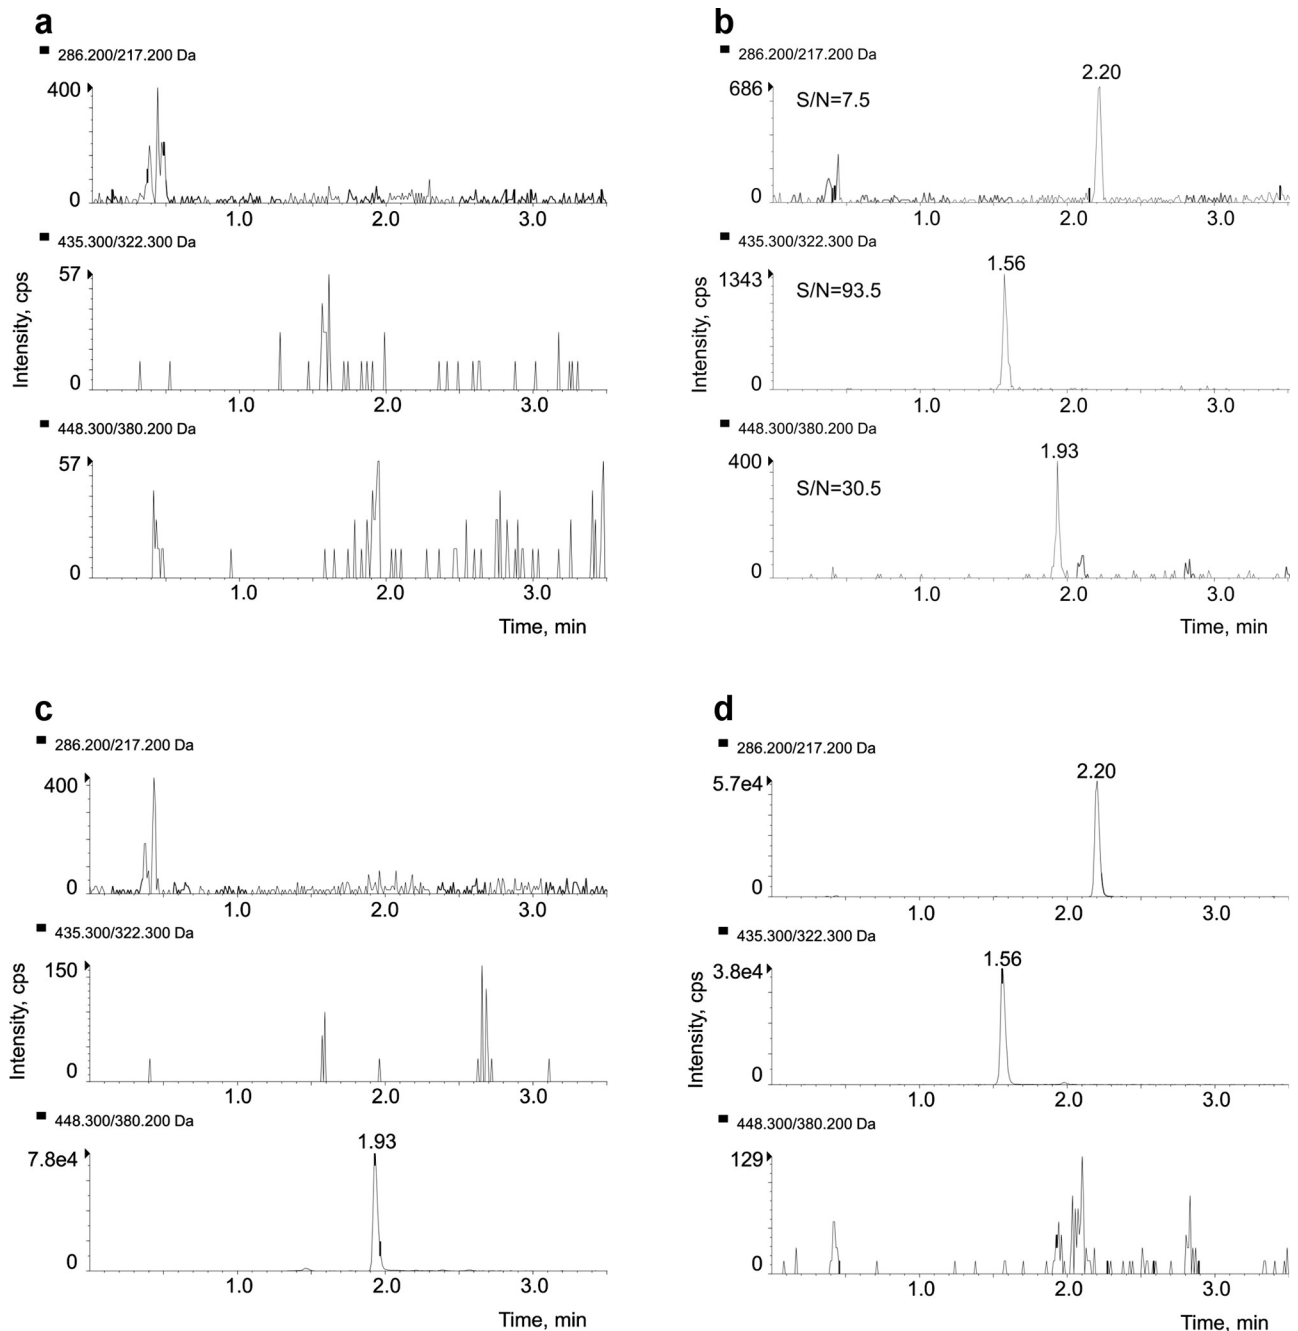 a
286.200/217.200 Da
400
0
1.0 2.0 3.0
435.300/322.300 Da
57
0
1.0 2.0 3.0
448.300/380.200 Da
57
0
1.0 2.0 3.0
Intensity, cps
Time, min
b
286.200/217.200 Da
2.20
686
S/N=7.5
0
1.0 2.0 3.0
435.300/322.300 Da
1.56
1343
S/N=93.5
0
1.0 2.0 3.0
448.300/380.200 Da
1.93
400
S/N=30.5
0
1.0 2.0 3.0
Intensity, cps
Time, min
c
286.200/217.200 Da
400
0
1.0 2.0 3.0
435.300/322.300 Da
150
0
1.0 2.0 3.0
448.300/380.200 Da
1.93
7.8e4
0
1.0 2.0 3.0
Intensity, cps
Time, min
d
286.200/217.200 Da
2.20
5.7e4
0
1.0 2.0 3.0
435.300/322.300 Da
1.56
3.8e4
0
1.0 2.0 3.0
448.300/380.200 Da
129
0
1.0 2.0 3.0
Intensity, cps
Time, min